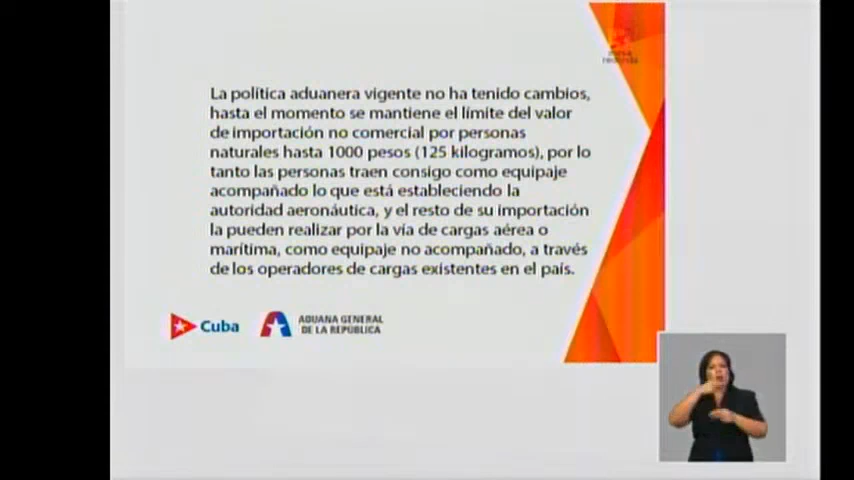 mesa
redonda
La política aduanera vigente no ha tenido cambios,
hasta el momento se mantiene el límite del valor
de importación no comercial por personas
naturales hasta 1000 pesos (125 kilogramos), por lo
tanto las personas traen consigo como equipaje
acompañado lo que está estableciendo la
autoridad aeronáutica, y el resto de su importación
la pueden realizar por la vía de cargas aérea o
marítima, como equipaje no acompañado, a través
de los operadores de cargas existentes en el país.
Cuba
ADUANA GENERAL
DE LA REPÚBLICA